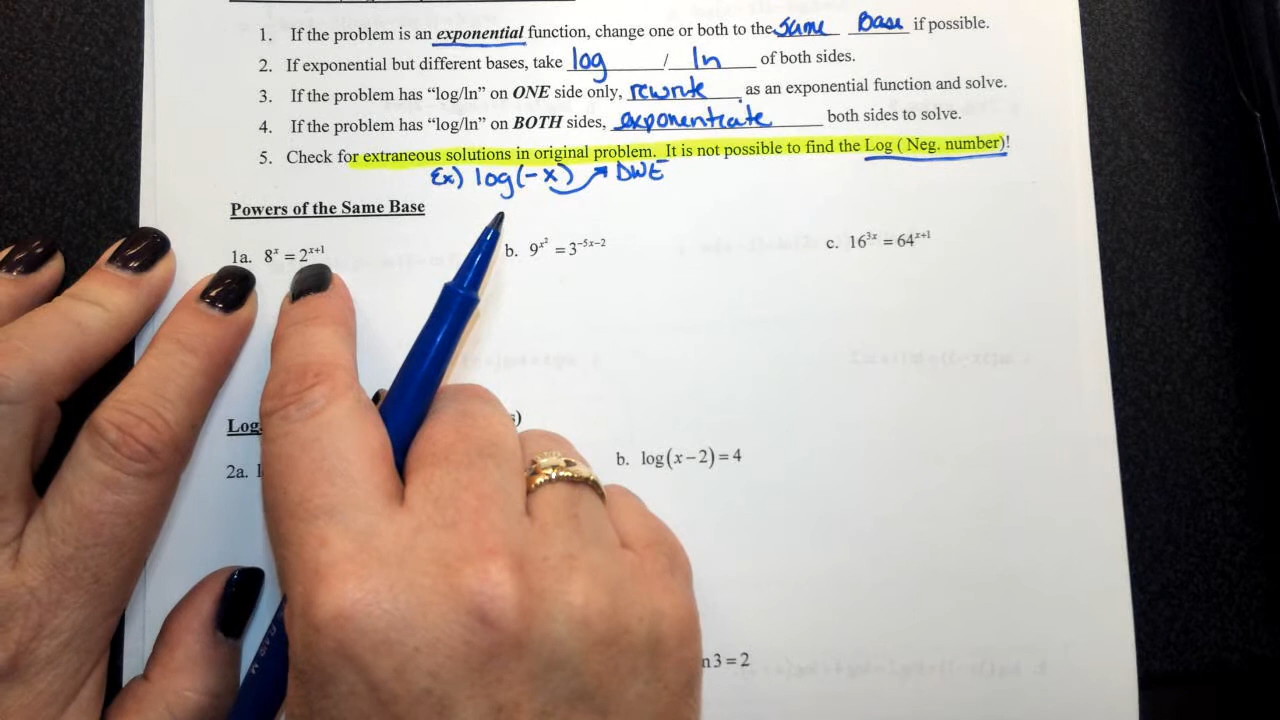 1. If the problem is an exponential function, change one or both to the same Base if possible.
2. If exponential but different bases, take log / ln of both sides.
3. If the problem has “log/ln” on ONE side only, rewrite as an exponential function and solve.
4. If the problem has “log/ln” on BOTH sides, exponentiate both sides to solve.
5. Check for extraneous solutions in original problem. It is not possible to find the Log ( Neg. number)!
Ex) log(-x) → DNE
Powers of the Same Base
1a. 8^x = 2^{x+1} b. 9^{x^2} = 3^{-5x-2} c. 16^{3x} = 64^{x+1}
2a. b. log(x-2)=4
3=2